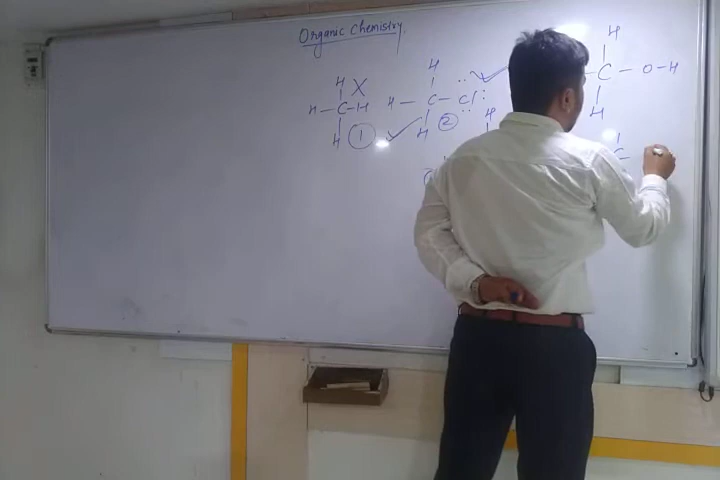 Organic Chemistry
H X
H - C - H
H ① ✓
H
H - C - Cl : ✓
H ②
H
H
C - O - H
H
C